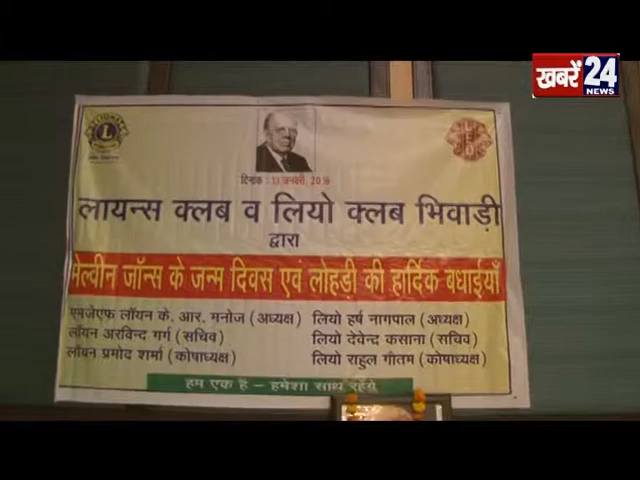 खबरें 24
NEWS
L
दिनांक : 13 जनवरी, 2016
लायन्स क्लब व लियो क्लब भिवाड़ी
द्वारा
मेल्वीन जॉन्स के जन्म दिवस एवं लोहड़ी की हार्दिक बधाईयाँ
एमजेएफ लॉयन के. आर. मनोज (अध्यक्ष)
लॉयन अरविन्द गर्ग (सचिव)
लॉयन प्रमोद शर्मा (कोषाध्यक्ष)
लियो हर्ष नागपाल (अध्यक्ष)
लियो देवेन्द कसाना (सचिव)
लियो राहुल गौतम (कोषाध्यक्ष)
हम एक है – हमेशा साथ रहेंगे